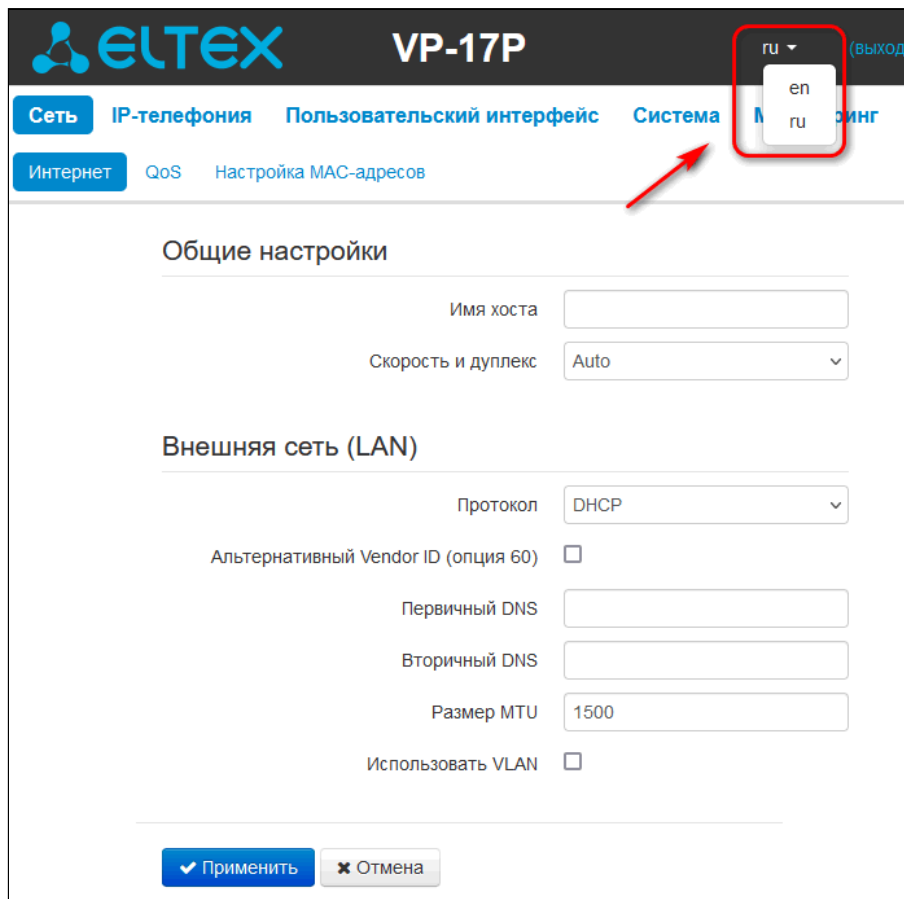 ELTEX VP-17P ru (выход
en
ru
Сеть IP-телефония Пользовательский интерфейс Система
Интернет QoS Настройка MAC-адресов
Общие настройки
Имя хоста
Скорость и дуплекс Auto
Внешняя сеть (LAN)
Протокол DHCP
Альтернативный Vendor ID (опция 60)
Первичный DNS
Вторичный DNS
Размер MTU 1500
Использовать VLAN
Применить Отмена